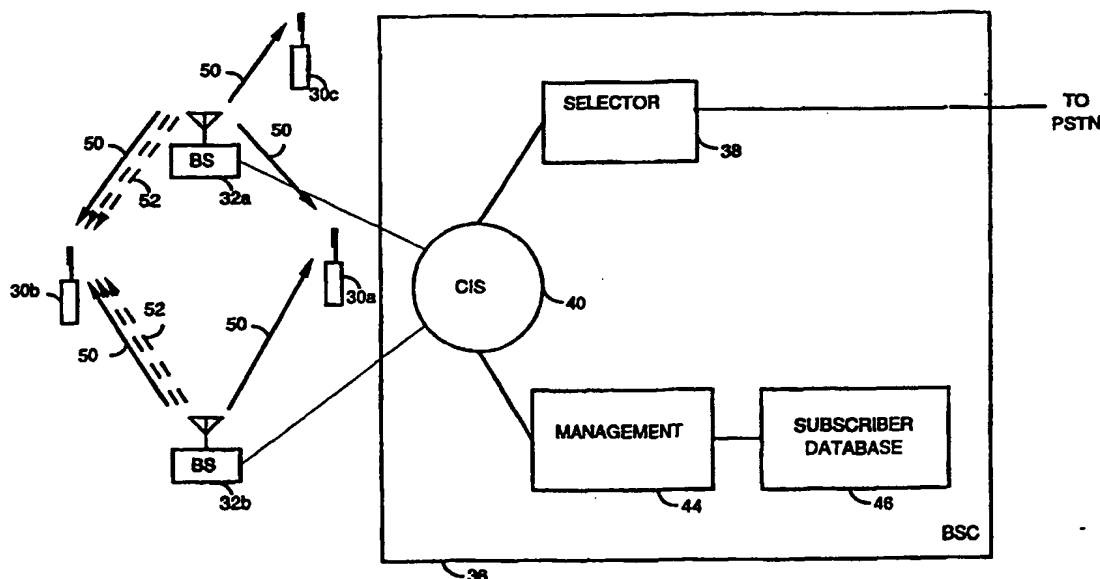 50
30c
50
BS
50
52
32a
30b
30a
50
52
50
BS
32b
SELECTOR
38
TO
PSTN
CIS
40
MANAGEMENT
44
SUBSCRIBER
DATABASE
46
BSC
36